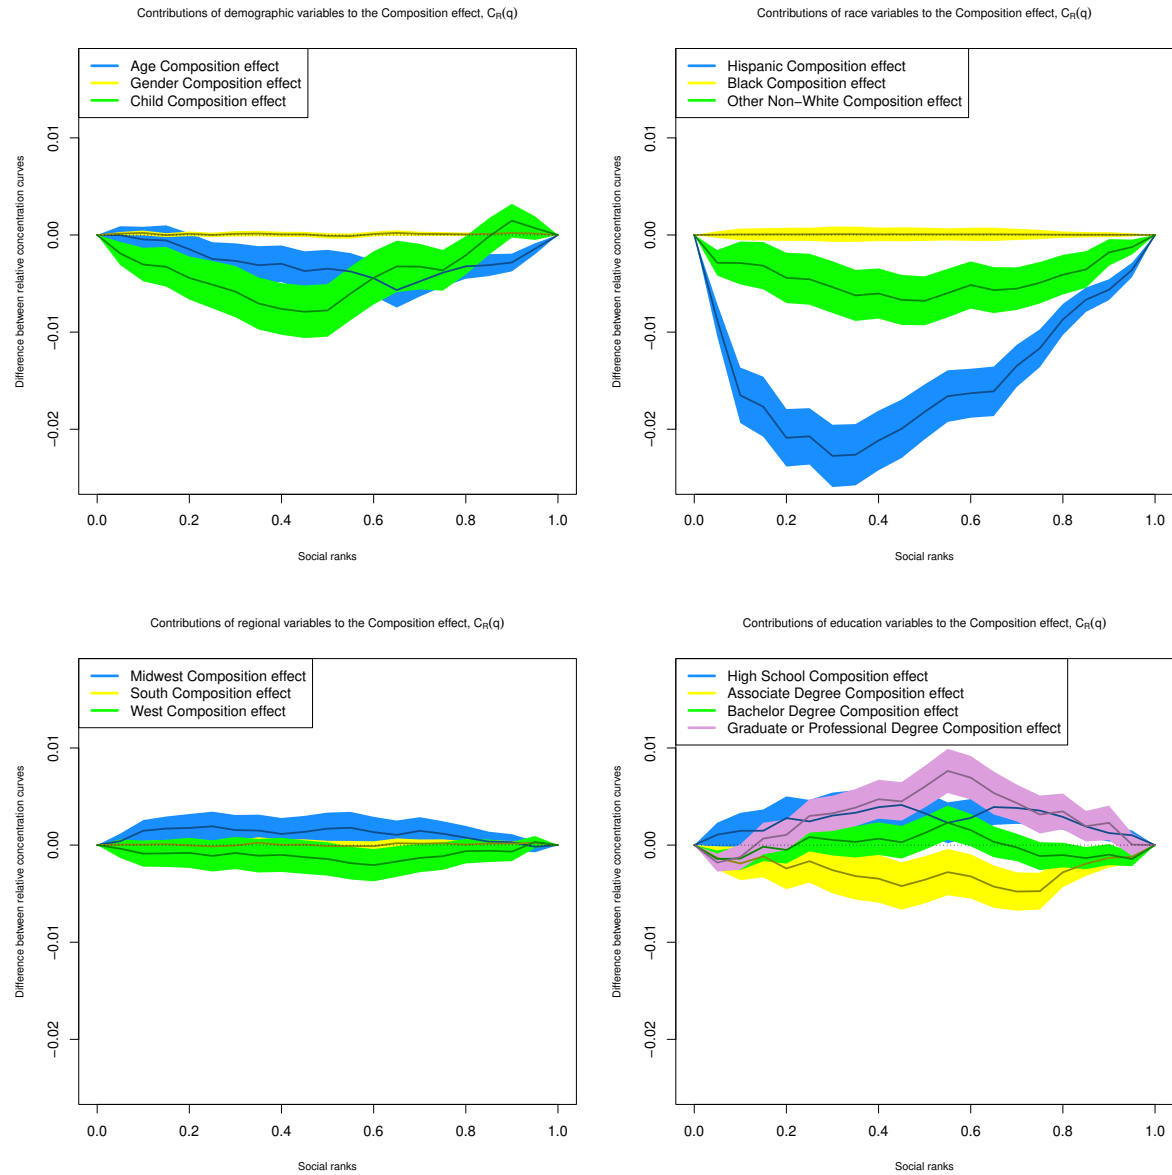 Contributions of demographic variables to the Composition effect, CR(q)
Age Composition effect
Gender Composition effect
Child Composition effect
Difference between relative concentration curves
0.01
0.00
−0.01
−0.02
0.0 0.2 0.4 0.6 0.8 1.0
Social ranks
Contributions of race variables to the Composition effect, CR(q)
Hispanic Composition effect
Black Composition effect
Other Non−White Composition effect
Difference between relative concentration curves
0.01
0.00
−0.01
−0.02
0.0 0.2 0.4 0.6 0.8 1.0
Social ranks
Contributions of regional variables to the Composition effect, CR(q)
Midwest Composition effect
South Composition effect
West Composition effect
Difference between relative concentration curves
0.01
0.00
−0.01
−0.02
0.0 0.2 0.4 0.6 0.8 1.0
Social ranks
Contributions of education variables to the Composition effect, CR(q)
High School Composition effect
Associate Degree Composition effect
Bachelor Degree Composition effect
Graduate or Professional Degree Composition effect
Difference between relative concentration curves
0.01
0.00
−0.01
−0.02
0.0 0.2 0.4 0.6 0.8 1.0
Social ranks